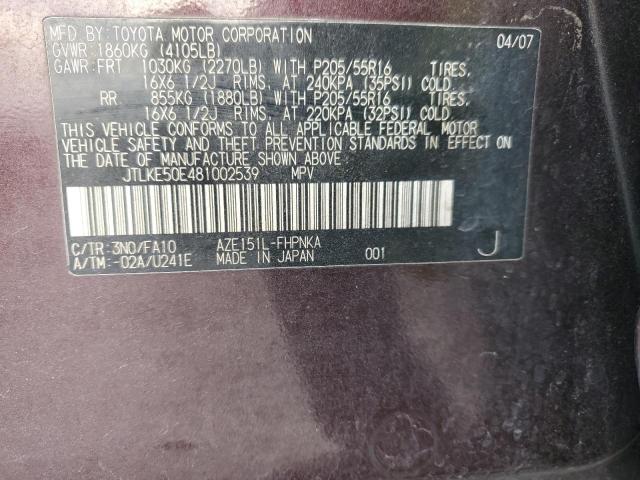 MFD. BY: TOYOTA MOTOR CORPORATION 04/07
GVWR 1860KG (4105LB)
GAWR: FRT 1030KG (2270LB) WITH P205/55R16 TIRES,
16X6 1/2J RIMS, AT 240KPA (35PSI) COLD.
RR 855KG (1880LB) WITH P205/55R16 TIRES,
16X6 1/2J RIMS, AT 220KPA (32PSI) COLD.
THIS VEHICLE CONFORMS TO ALL APPLICABLE FEDERAL MOTOR
VEHICLE SAFETY AND THEFT PREVENTION STANDARDS IN EFFECT
ON THE DATE OF MANUFACTURE SHOWN ABOVE.
JTLKE50E481002539 MPV
C/TR: 3N0/FA10 AZE151L-FHPNKA
A/TM: -02A/U241E MADE IN JAPAN 001 J